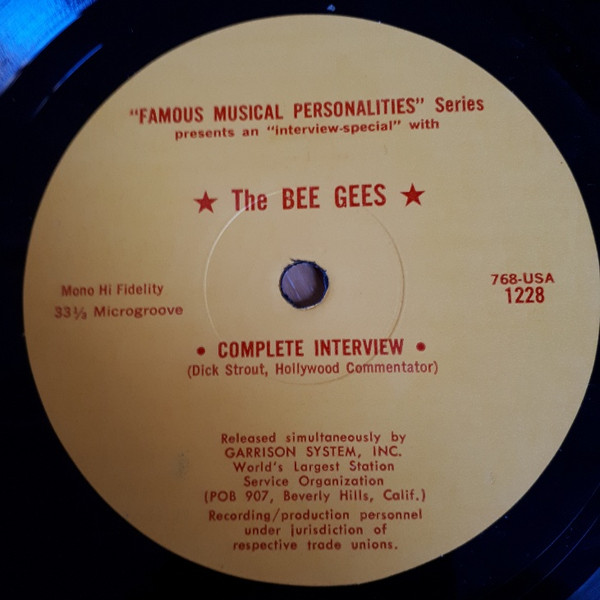 "FAMOUS MUSICAL PERSONALITIES" Series
presents an "interview-special" with
★ The BEE GEES ★
Mono Hi Fidelity
33⅓ Microgroove
768-USA
1228
• COMPLETE INTERVIEW •
(Dick Strout, Hollywood Commentator)
Released simultaneously by
GARRISON SYSTEM, INC.
World's Largest Station
Service Organization
(POB 907, Beverly Hills, Calif.)
Recording/production personnel
under jurisdiction of
respective trade unions.